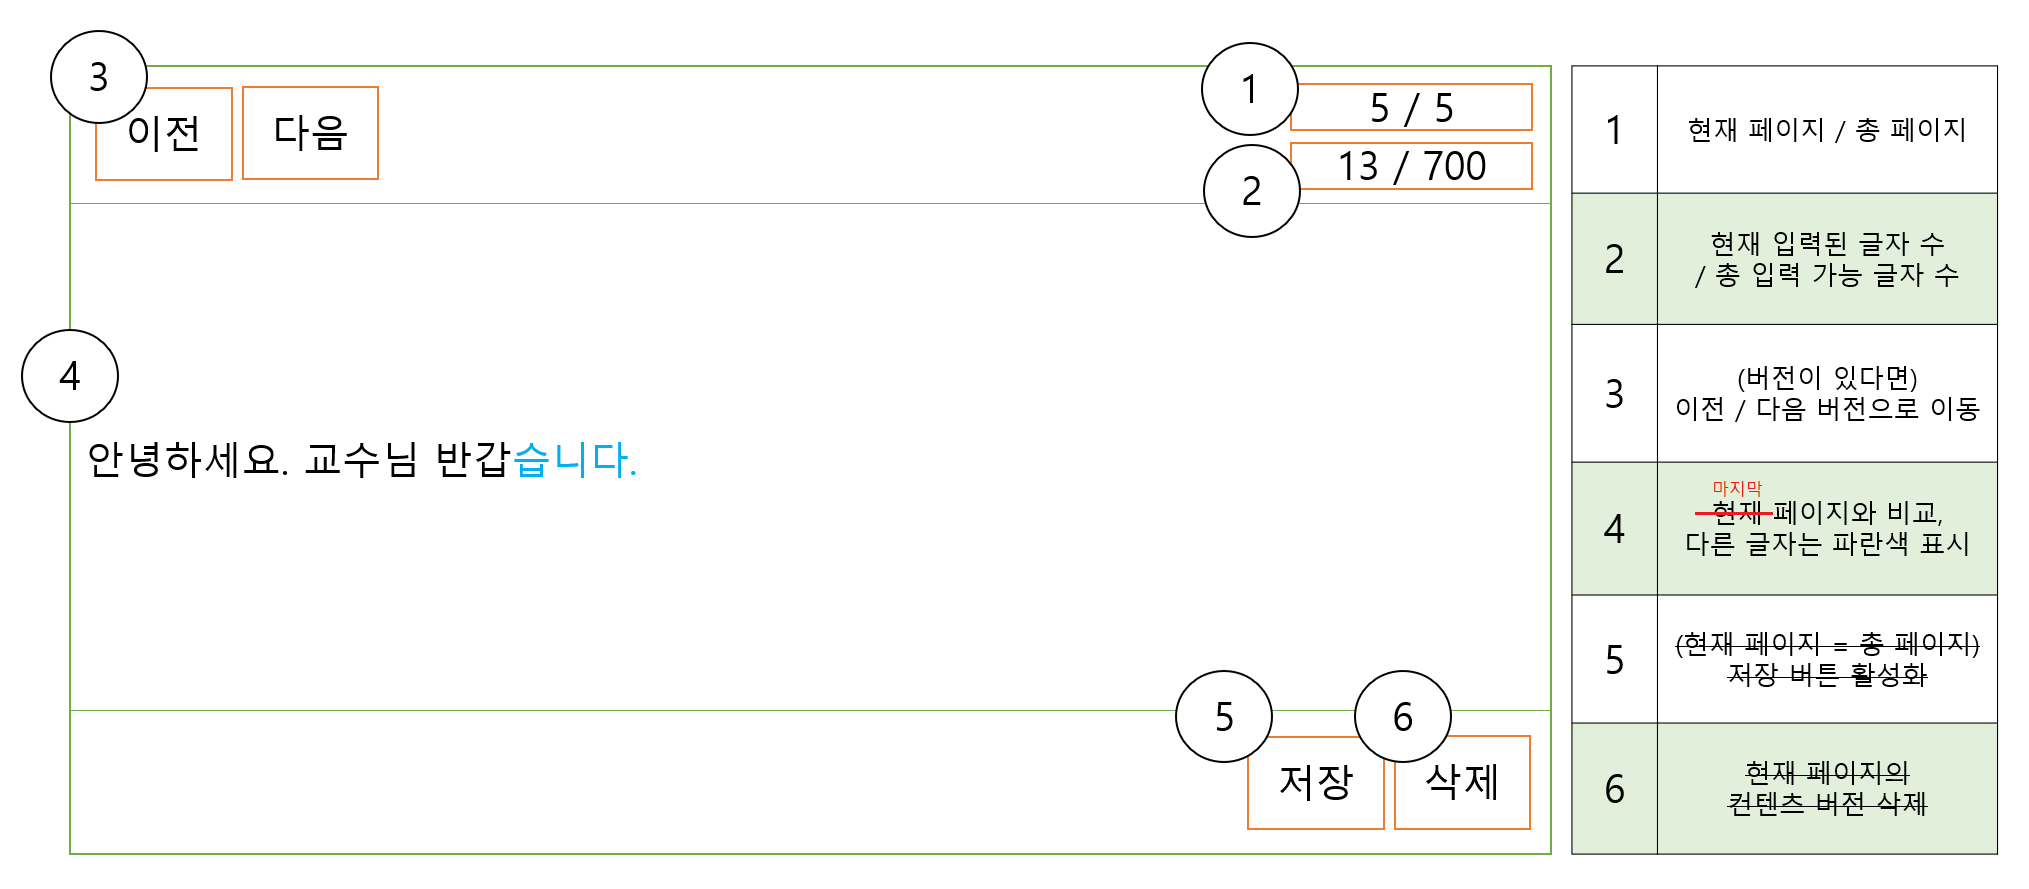 3
이전
다음
1
5 / 5
2
13 / 700
4
안녕하세요. 교수님 반갑습니다.
5
6
저장
삭제
1
현재 페이지 / 총 페이지
2
현재 입력된 글자 수
/ 총 입력 가능 글자 수
3
(버전이 있다면)
이전 / 다음 버전으로 이동
4
마지막
현재 페이지와 비교,
다른 글자는 파란색 표시
5
(현재 페이지 = 총 페이지)
저장 버튼 활성화
6
현재 페이지의
컨텐츠 버전 삭제